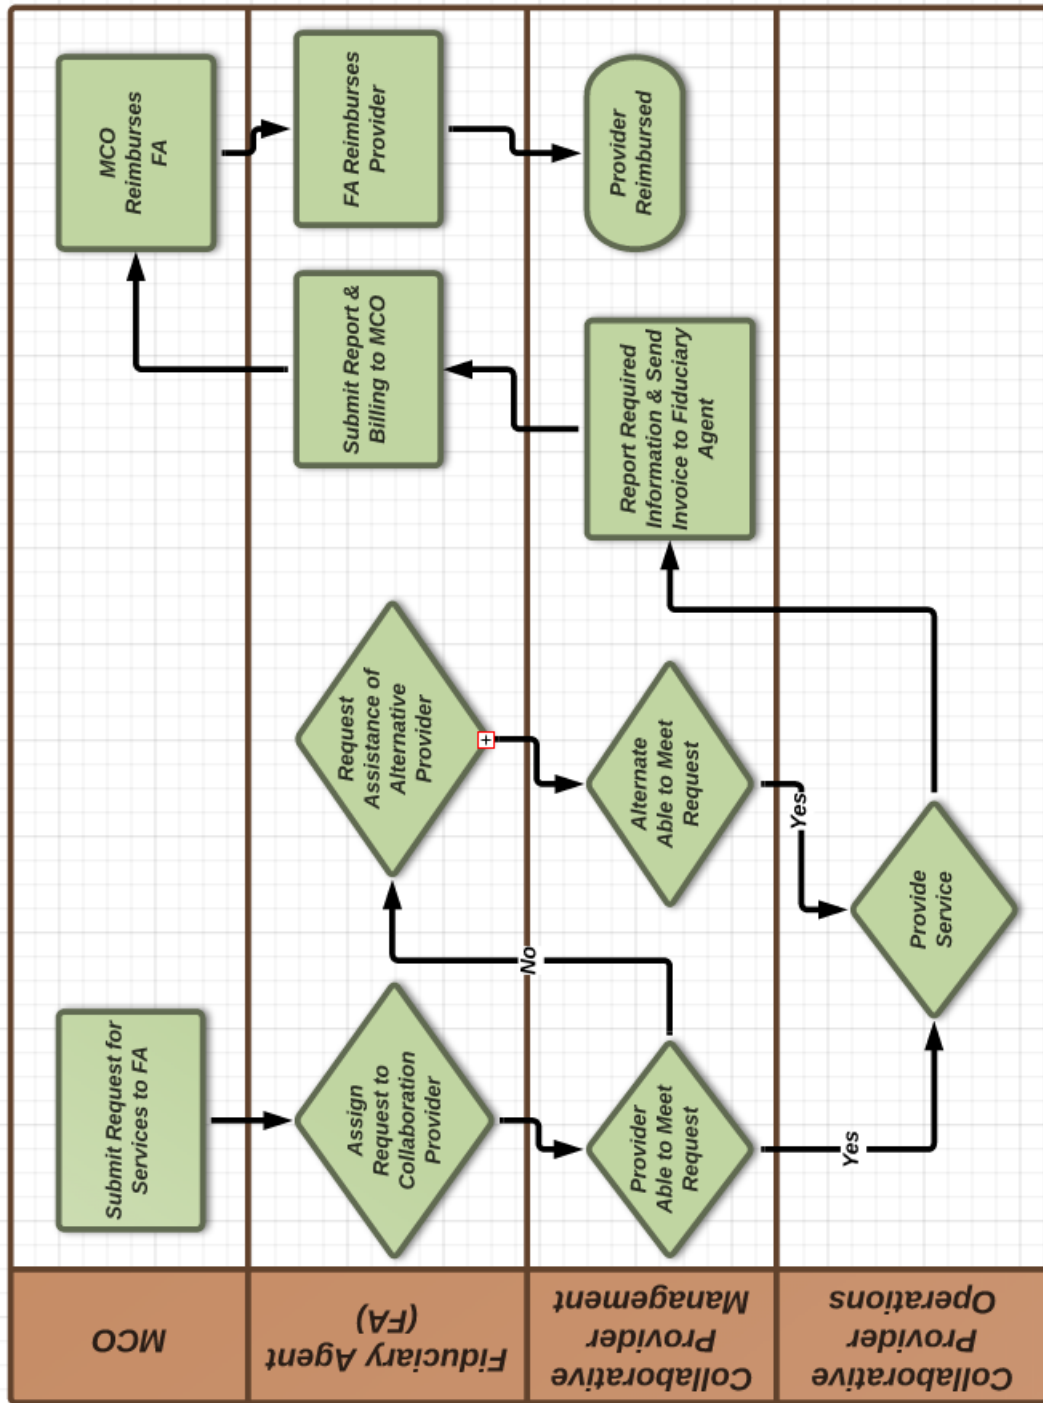 MCO
Submit Request for
Services to FA
MCO
Reimburses
FA
Fiduciary Agent
(FA)
Assign
Request to
Collaboration
Provider
Request
Assistance of
Alternative
Provider
Submit Report &
Billing to MCO
FA Reimburses
Provider
Collaborative
Provider
Management
Provider
Able to Meet
Request
No
Alternate
Able to Meet
Request
Report Required
Information & Send
Invoice to Fiduciary
Agent
Provider
Reimbursed
Collaborative
Provider
Operations
Yes
Yes
Provide
Service